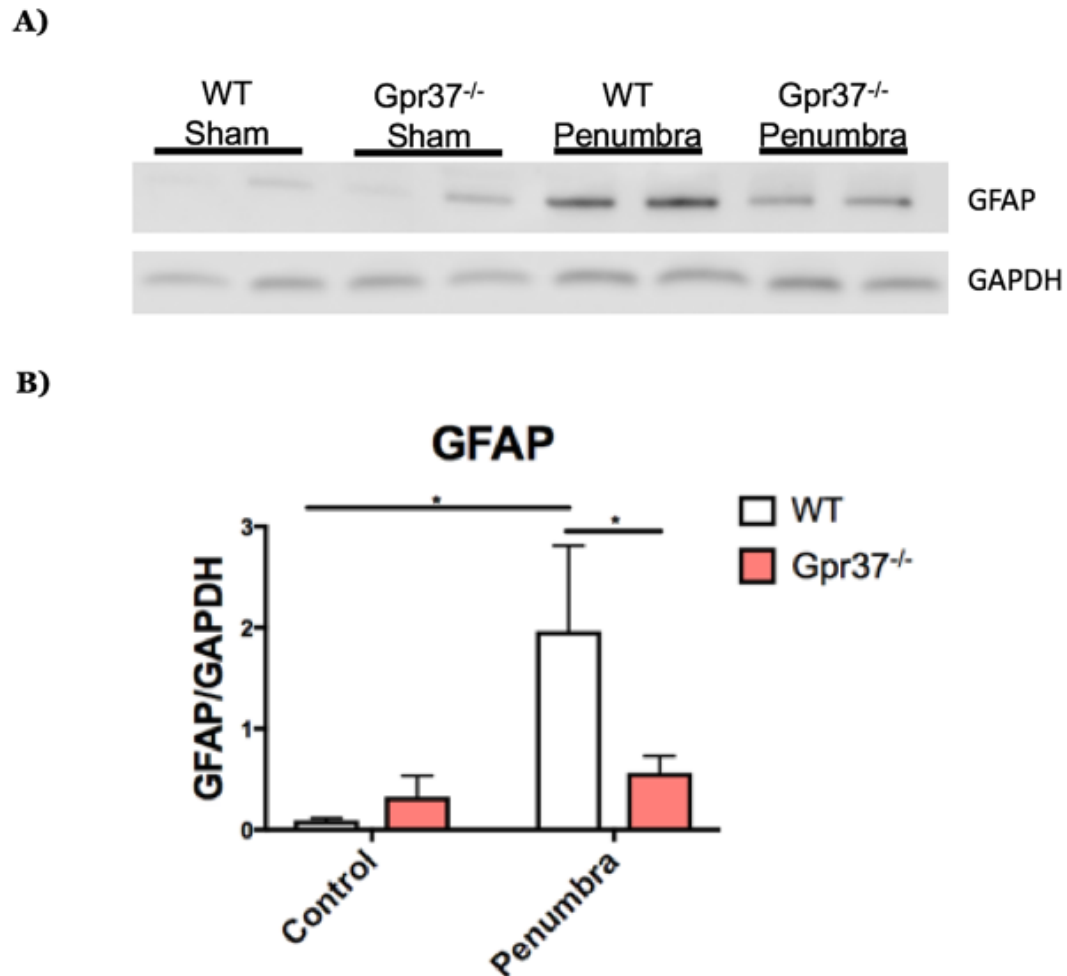 A)
WT Gpr37-/- WT Gpr37-/-
Sham Sham Penumbra Penumbra
GFAP
GAPDH
B)
GFAP
*
*
WT
Gpr37-/-
GFAP/GAPDH
3
2
1
0
Control
Penumbra